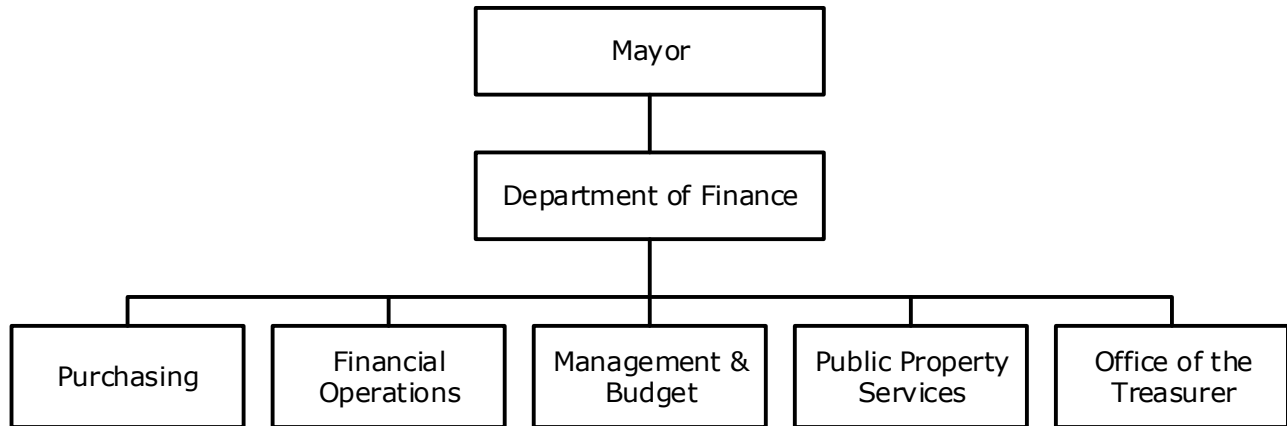 Mayor
Department of Finance
Purchasing
Financial
Operations
Management &
Budget
Public Property
Services
Office of the
Treasurer